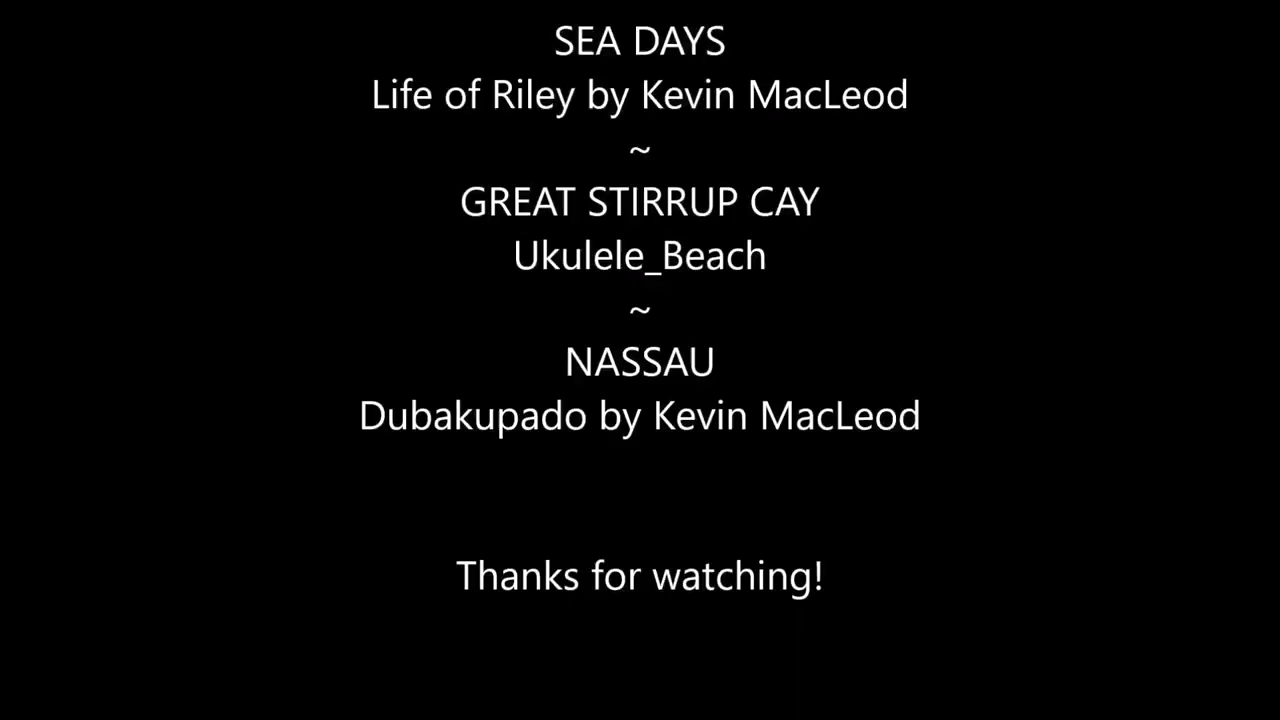 SEA DAYS
Life of Riley by Kevin MacLeod
~
GREAT STIRRUP CAY
Ukulele_Beach
~
NASSAU
Dubakupado by Kevin MacLeod
Thanks for watching!